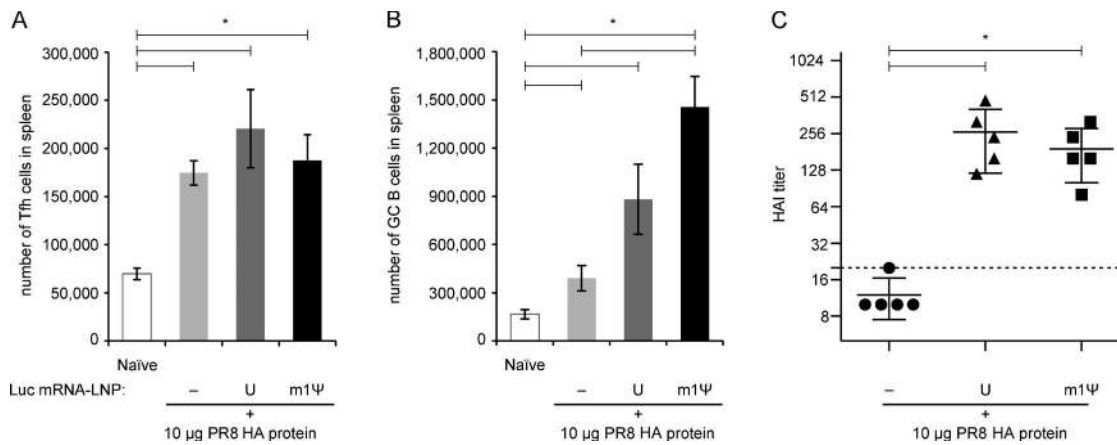 A
*
300,000
250,000
200,000
150,000
100,000
50,000
0
number of Tfh cells in spleen
Naïve
Luc mRNA-LNP: – U m1Ψ
+
10 µg PR8 HA protein
B
*
1,800,000
1,500,000
1,200,000
900,000
600,000
300,000
0
number of GC B cells in spleen
Naïve
– U m1Ψ
+
10 µg PR8 HA protein
C
*
1024
512
256
128
64
32
16
8
HAI titer
– U m1Ψ
+
10 µg PR8 HA protein